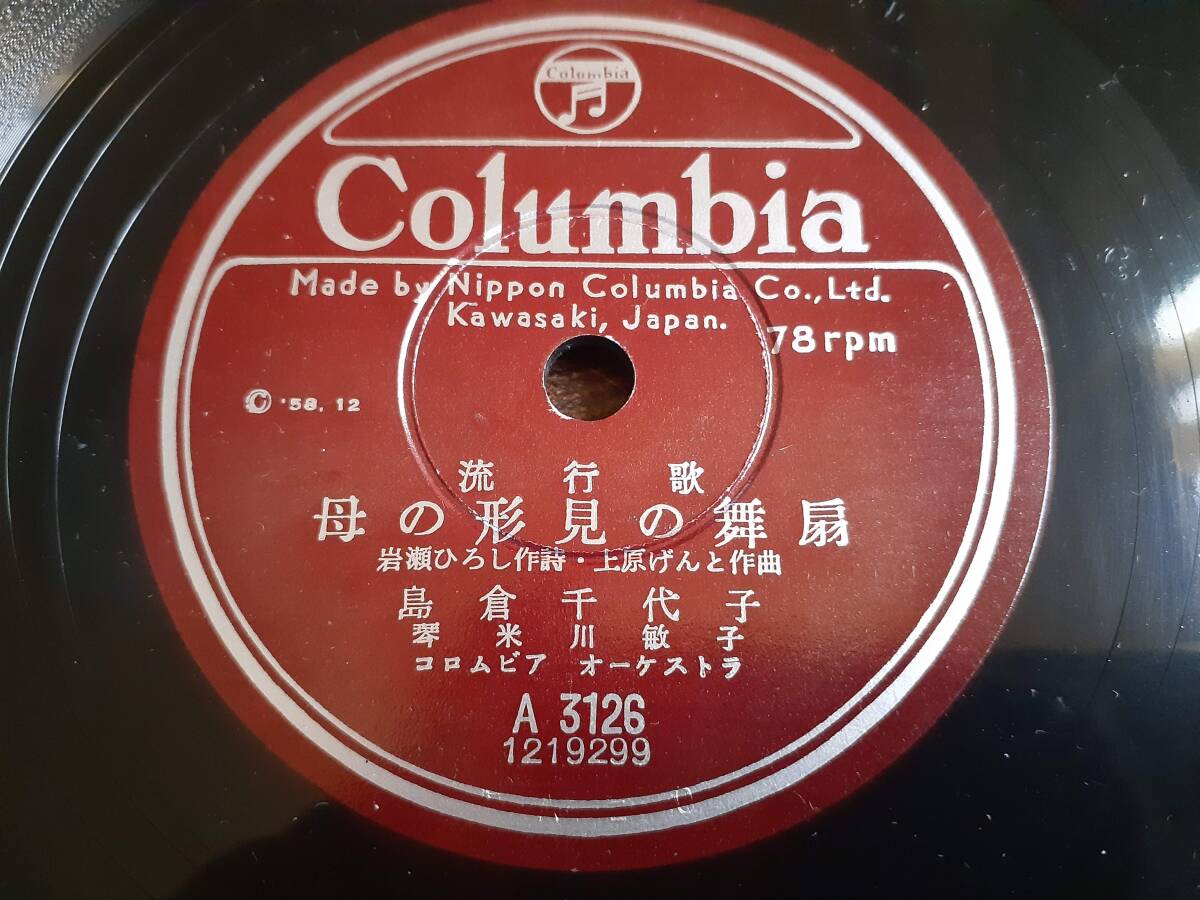 Columbia
Columbia
Made by Nippon Columbia Co., Ltd.
Kawasaki, Japan.
78 rpm
© '58. 12
流行歌
母の形見の舞扇
岩瀬ひろし作詩・上原げんと作曲
島倉千代子
琴 米川敏子
コロムビア オーケストラ
A 3126
1219299